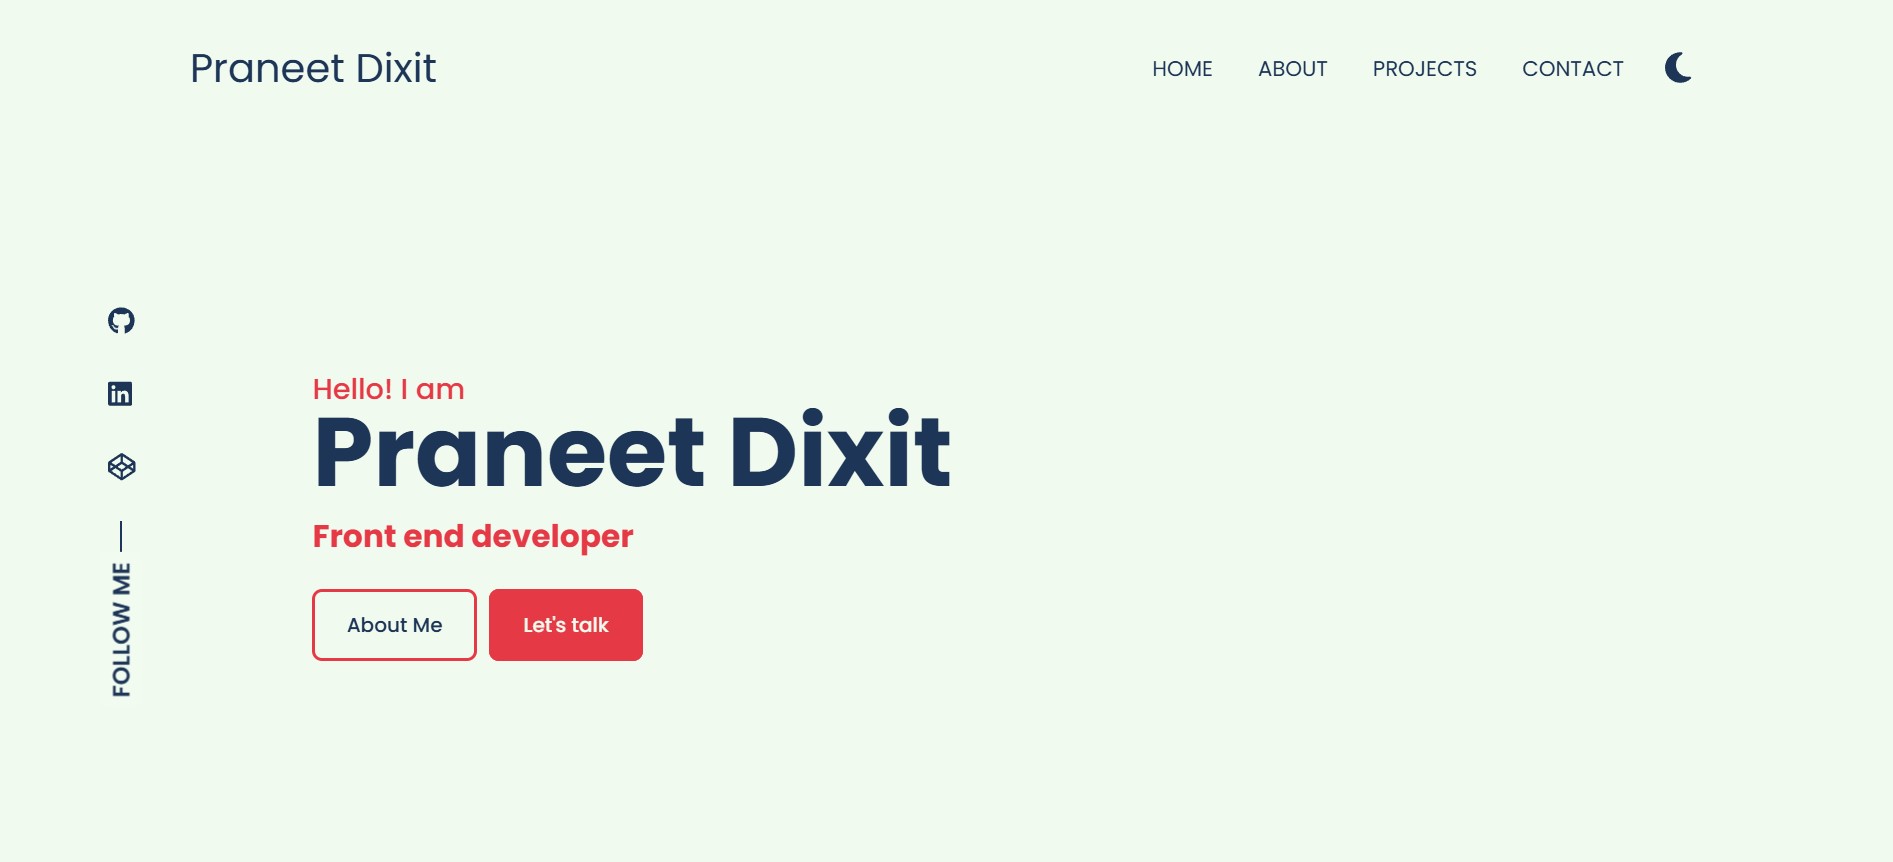 Praneet Dixit
HOME ABOUT PROJECTS CONTACT
Hello! I am
Praneet Dixit
Front end developer
About Me Let's talk
FOLLOW ME